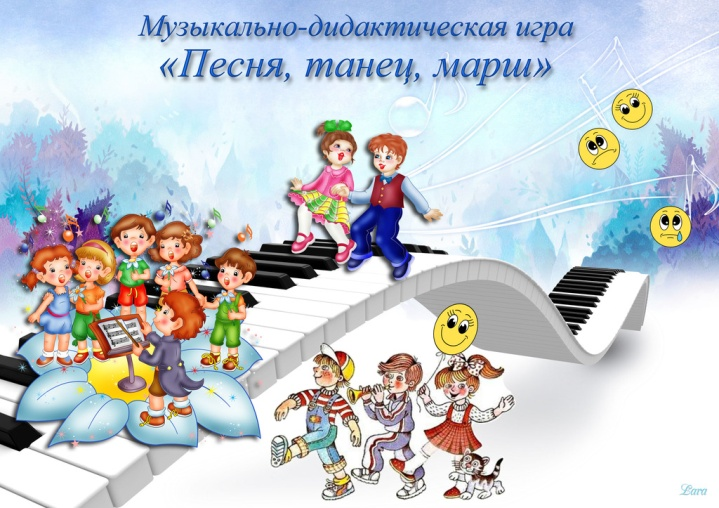 Музыкально-дидактическая игра
«Песня, танец, марш»
Lara